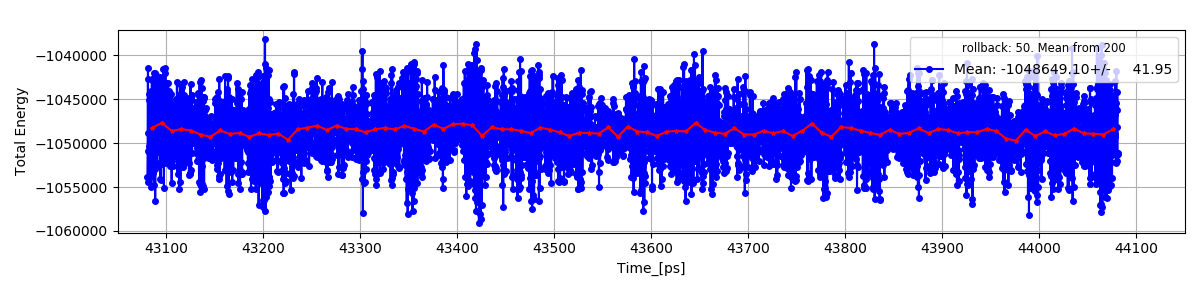 rollback: 50. Mean from 200
Mean: -1048649.10+/- 41.95
Total Energy
−1040000
−1045000
−1050000
−1055000
−1060000
43100 43200 43300 43400 43500 43600 43700 43800 43900 44000 44100
Time_[ps]